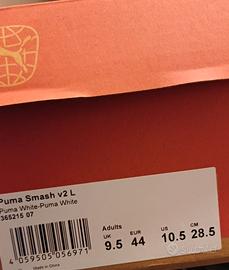 Puma Smash v2 L
Puma White-Puma White
365215 07
Adults
UK EUR US CM
9.5 44 10.5 28.5
4 059505 056971
Made in China
subito